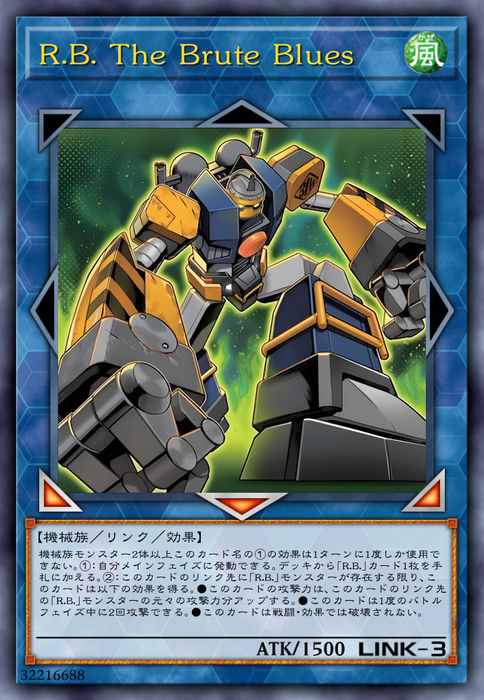 R.B. The Brute Blues
かぜ
風
【機械族／リンク／効果】
機械族モンスター2体以上このカード名の①の効果は1ターンに1度しか使用で
きない。①：自分メインフェイズに発動できる。デッキから「R.B.」カード1枚を手
札に加える。②：このカードのリンク先に「R.B.」モンスターが存在する限り、こ
のカードは以下の効果を得る。●このカードの攻撃力は、このカードのリンク先
の「R.B.」モンスターの元々の攻撃力分アップする。●このカードは1度のバトル
フェイズ中に2回攻撃できる。●このカードは戦闘・効果では破壊されない。
ATK/1500 LINK-3
32216688